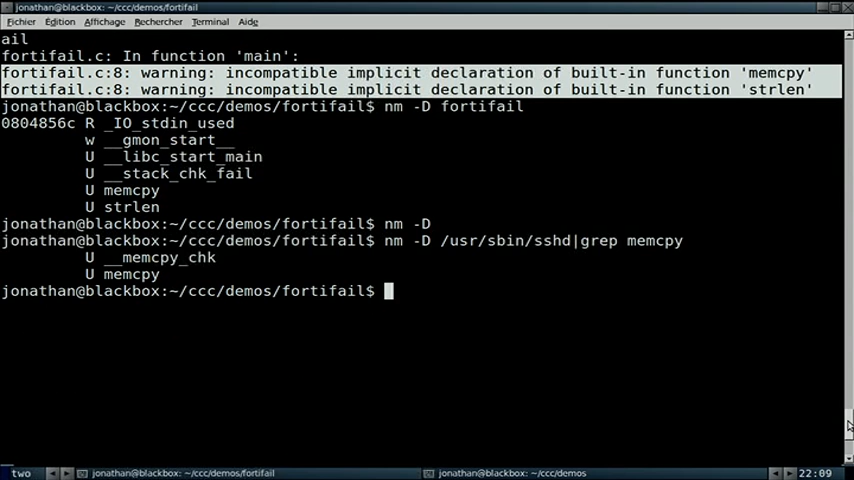 jonathan@blackbox: ~/ccc/demos/fortifail
Fichier Édition Affichage Rechercher Terminal Aide
ail
fortifail.c: In function 'main':
fortifail.c:8: warning: incompatible implicit declaration of built-in function 'memcpy'
fortifail.c:8: warning: incompatible implicit declaration of built-in function 'strlen'
jonathan@blackbox:~/ccc/demos/fortifail$ nm -D fortifail
0804856c R _IO_stdin_used
w __gmon_start__
U __libc_start_main
U __stack_chk_fail
U memcpy
U strlen
jonathan@blackbox:~/ccc/demos/fortifail$ nm -D
jonathan@blackbox:~/ccc/demos/fortifail$ nm -D /usr/sbin/sshd|grep memcpy
U __memcpy_chk
U memcpy
jonathan@blackbox:~/ccc/demos/fortifail$
two jonathan@blackbox: ~/ccc/demos/fortifail jonathan@blackbox: ~/ccc/demos 22:09